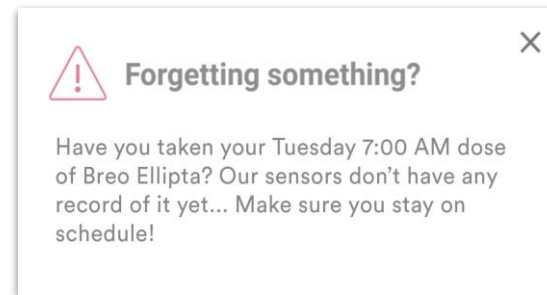 Forgetting something?
Have you taken your Tuesday 7:00 AM dose
of Breo Ellipta? Our sensors don’t have any
record of it yet... Make sure you stay on
schedule!